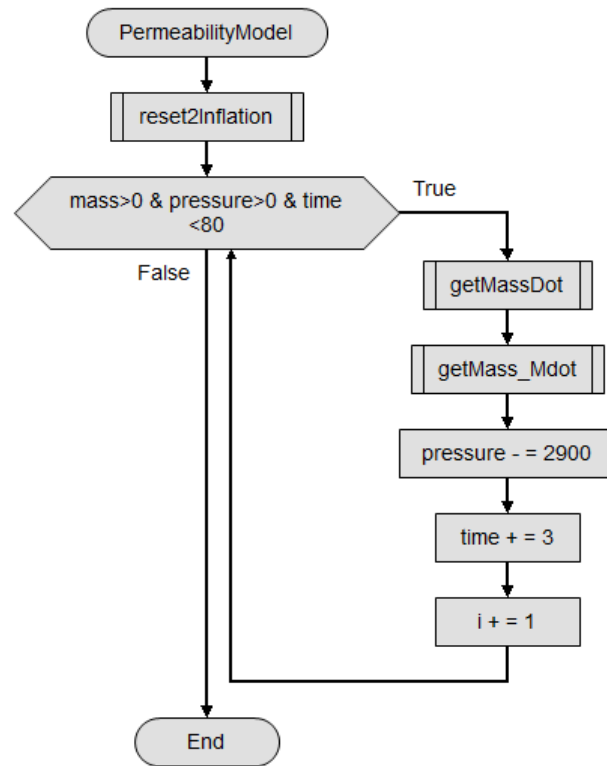 PermeabilityModel
reset2Inflation
mass>0 & pressure>0 & time
<80
True
False
getMassDot
getMass_Mdot
pressure - = 2900
time + = 3
i + = 1
End